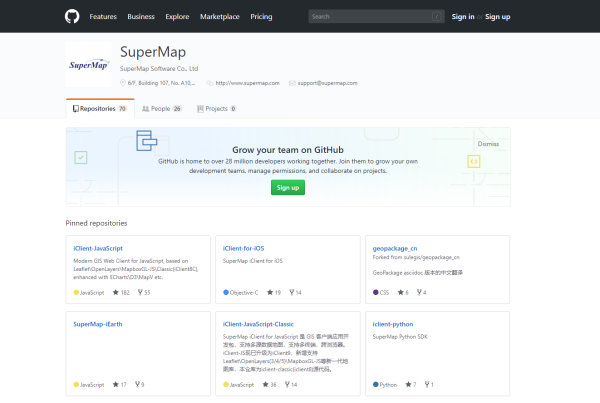 Features Business Explore Marketplace Pricing Search / Sign in or Sign up
SuperMap
SuperMap
SuperMap Software Co., Ltd
6/F, Building 107, No. A10,... http://www.supermap.com support@supermap.com
Repositories 70 People 26 Projects 0
Dismiss
Grow your team on GitHub
GitHub is home to over 28 million developers working together. Join them to grow your own
development teams, manage permissions, and collaborate on projects.
Sign up
Pinned repositories
iClient-JavaScript
Modern GIS Web Client for JavaScript, based on
Leaflet\OpenLayers\MapboxGL-JS\Classic(iClient8C),
enhanced with ECharts\D3\MapV etc.
JavaScript 182 55
iClient-for-iOS
SuperMap iClient for iOS
Objective-C 19 14
geopackage_cn
Forked from sulegis/geopackage_cn
GeoPackage asciidoc 版本的中文翻译
CSS 6 4
SuperMap-iEarth
JavaScript 17 9
iClient-JavaScript-Classic
SuperMap iClient for JavaScript 是 GIS 客户端应用开
发包，支持多源数据地图，支持多终端、跨浏览器。
iClient-JS现已升级为iClient9，新增支持
Leaflet\OpenLayers(3/4/5)\MapboxGL-JS等新一代地
图库。本仓库为iclient-classic(iclient8)源代码。
JavaScript 36 14
iclient-python
SuperMap Python SDK
Python 7 1